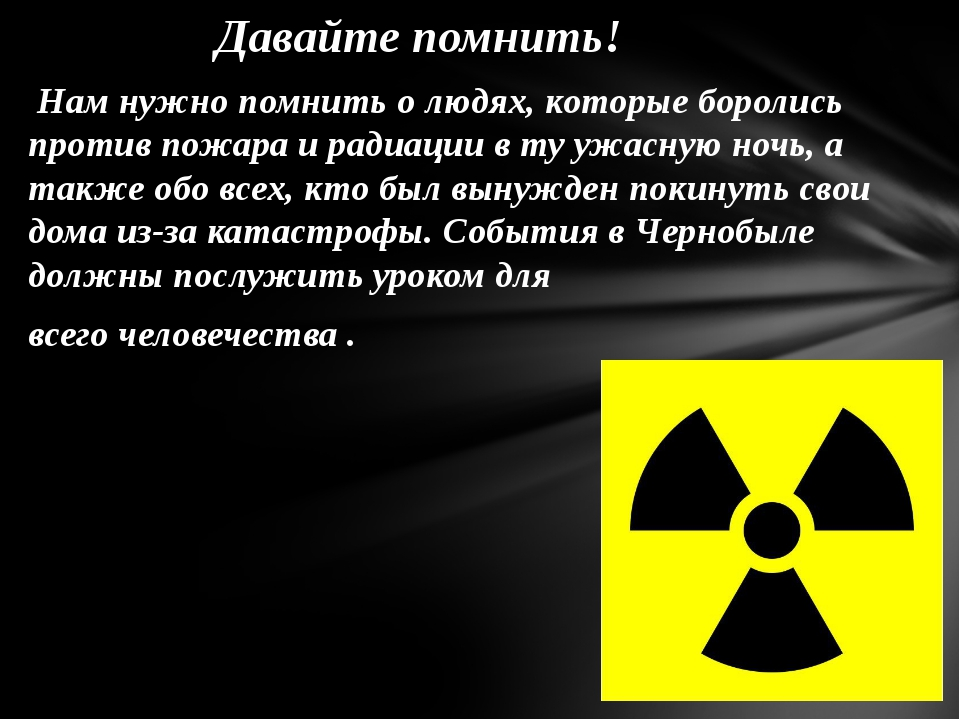 Давайте помнить!
Нам нужно помнить о людях, которые боролись
против пожара и радиации в ту ужасную ночь, а
также обо всех, кто был вынужден покинуть свои
дома из-за катастрофы. События в Чернобыле
должны послужить уроком для
всего человечества .